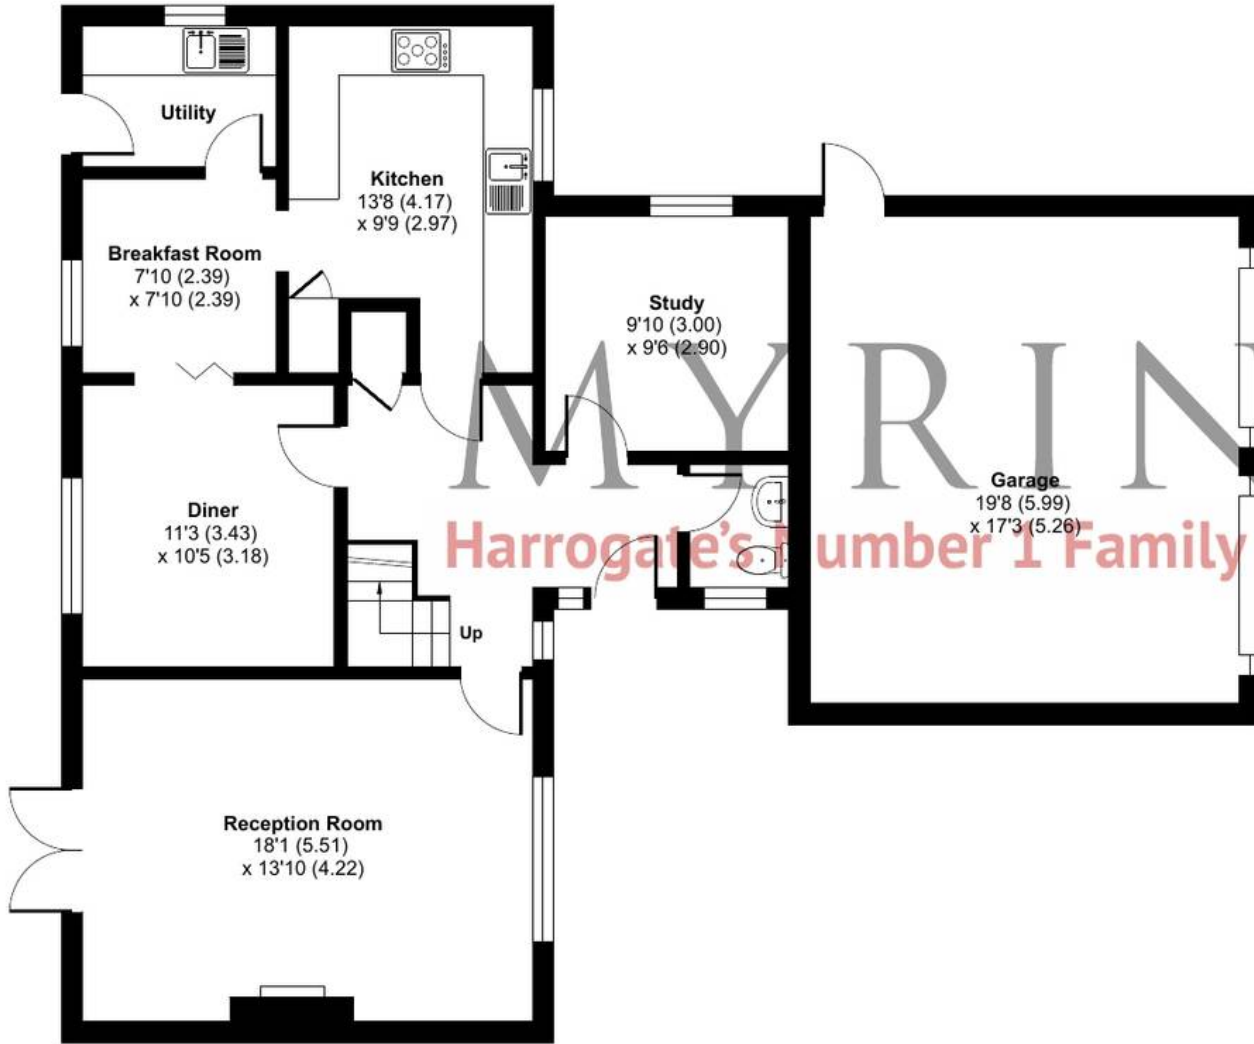 Utility
Kitchen
13'8 (4.17)
x 9'9 (2.97)
Breakfast Room
7'10 (2.39)
x 7'10 (2.39)
Study
9'10 (3.00)
x 9'6 (2.90)
MYRIN
Garage
19'8 (5.99)
x 17'3 (5.26)
Diner
11'3 (3.43)
x 10'5 (3.18)
Harrogate's Number 1 Family
Up
Reception Room
18'1 (5.51)
x 13'10 (4.22)